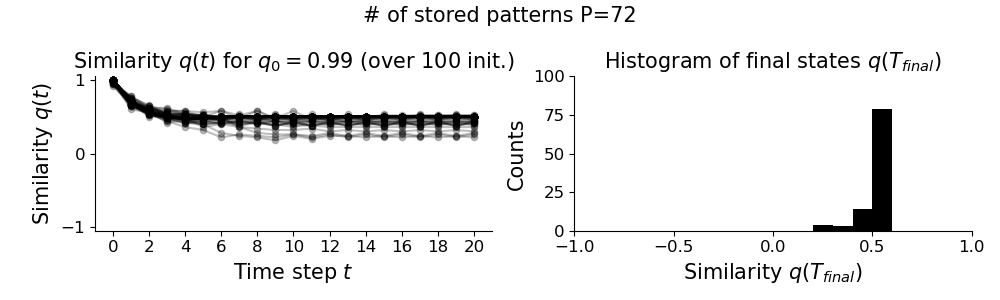 # of stored patterns P=72
Similarity q(t) for q₀ = 0.99 (over 100 init.)
Similarity q(t)
1
0
−1
0 2 4 6 8 10 12 14 16 18 20
Time step t
Histogram of final states q(T_final)
Counts
100
75
50
25
0
−1.0 −0.5 0.0 0.5 1.0
Similarity q(T_final)